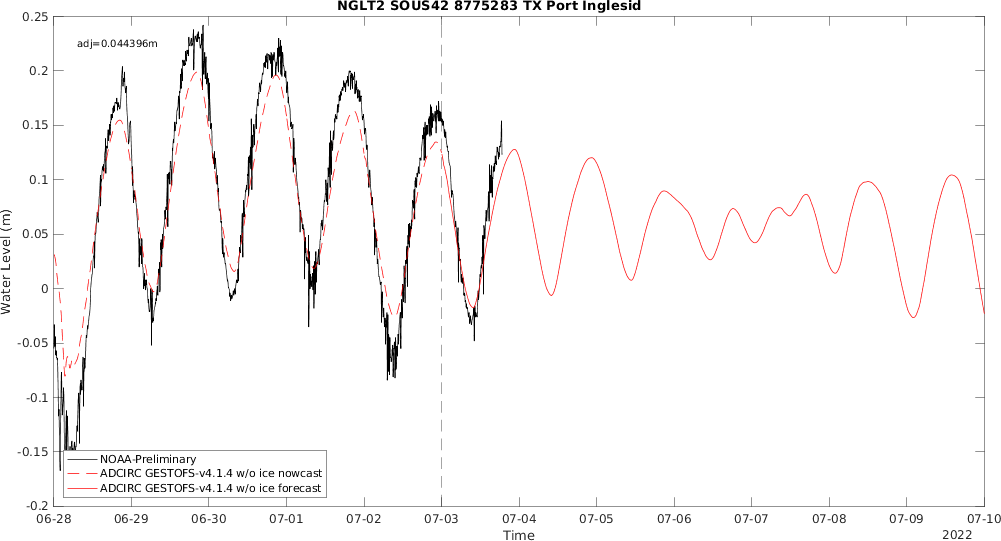 NGLT2 SOUS42 8775283 TX Port Inglesid
adj=0.044396m
0.25
0.2
0.15
0.1
0.05
0
-0.05
-0.1
-0.15
-0.2
Water Level (m)
NOAA-Preliminary
ADCIRC GESTOFS-v4.1.4 w/o ice nowcast
ADCIRC GESTOFS-v4.1.4 w/o ice forecast
06-28 06-29 06-30 07-01 07-02 07-03 07-04 07-05 07-06 07-07 07-08 07-09 07-10
Time
2022